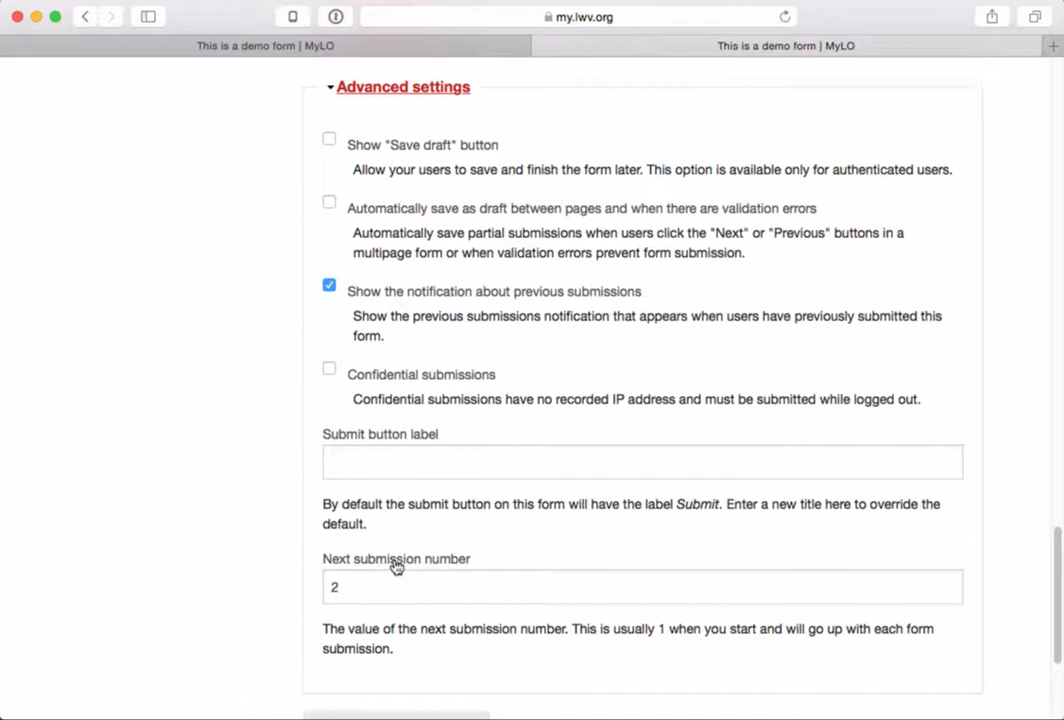 my.lwv.org
This is a demo form | MyLO
This is a demo form | MyLO
Advanced settings
Show "Save draft" button
Allow your users to save and finish the form later. This option is available only for authenticated users.
Automatically save as draft between pages and when there are validation errors
Automatically save partial submissions when users click the "Next" or "Previous" buttons in a
multipage form or when validation errors prevent form submission.
Show the notification about previous submissions
Show the previous submissions notification that appears when users have previously submitted this
form.
Confidential submissions
Confidential submissions have no recorded IP address and must be submitted while logged out.
Submit button label
By default the submit button on this form will have the label Submit. Enter a new title here to override the
default.
Next submission number
2
The value of the next submission number. This is usually 1 when you start and will go up with each form
submission.